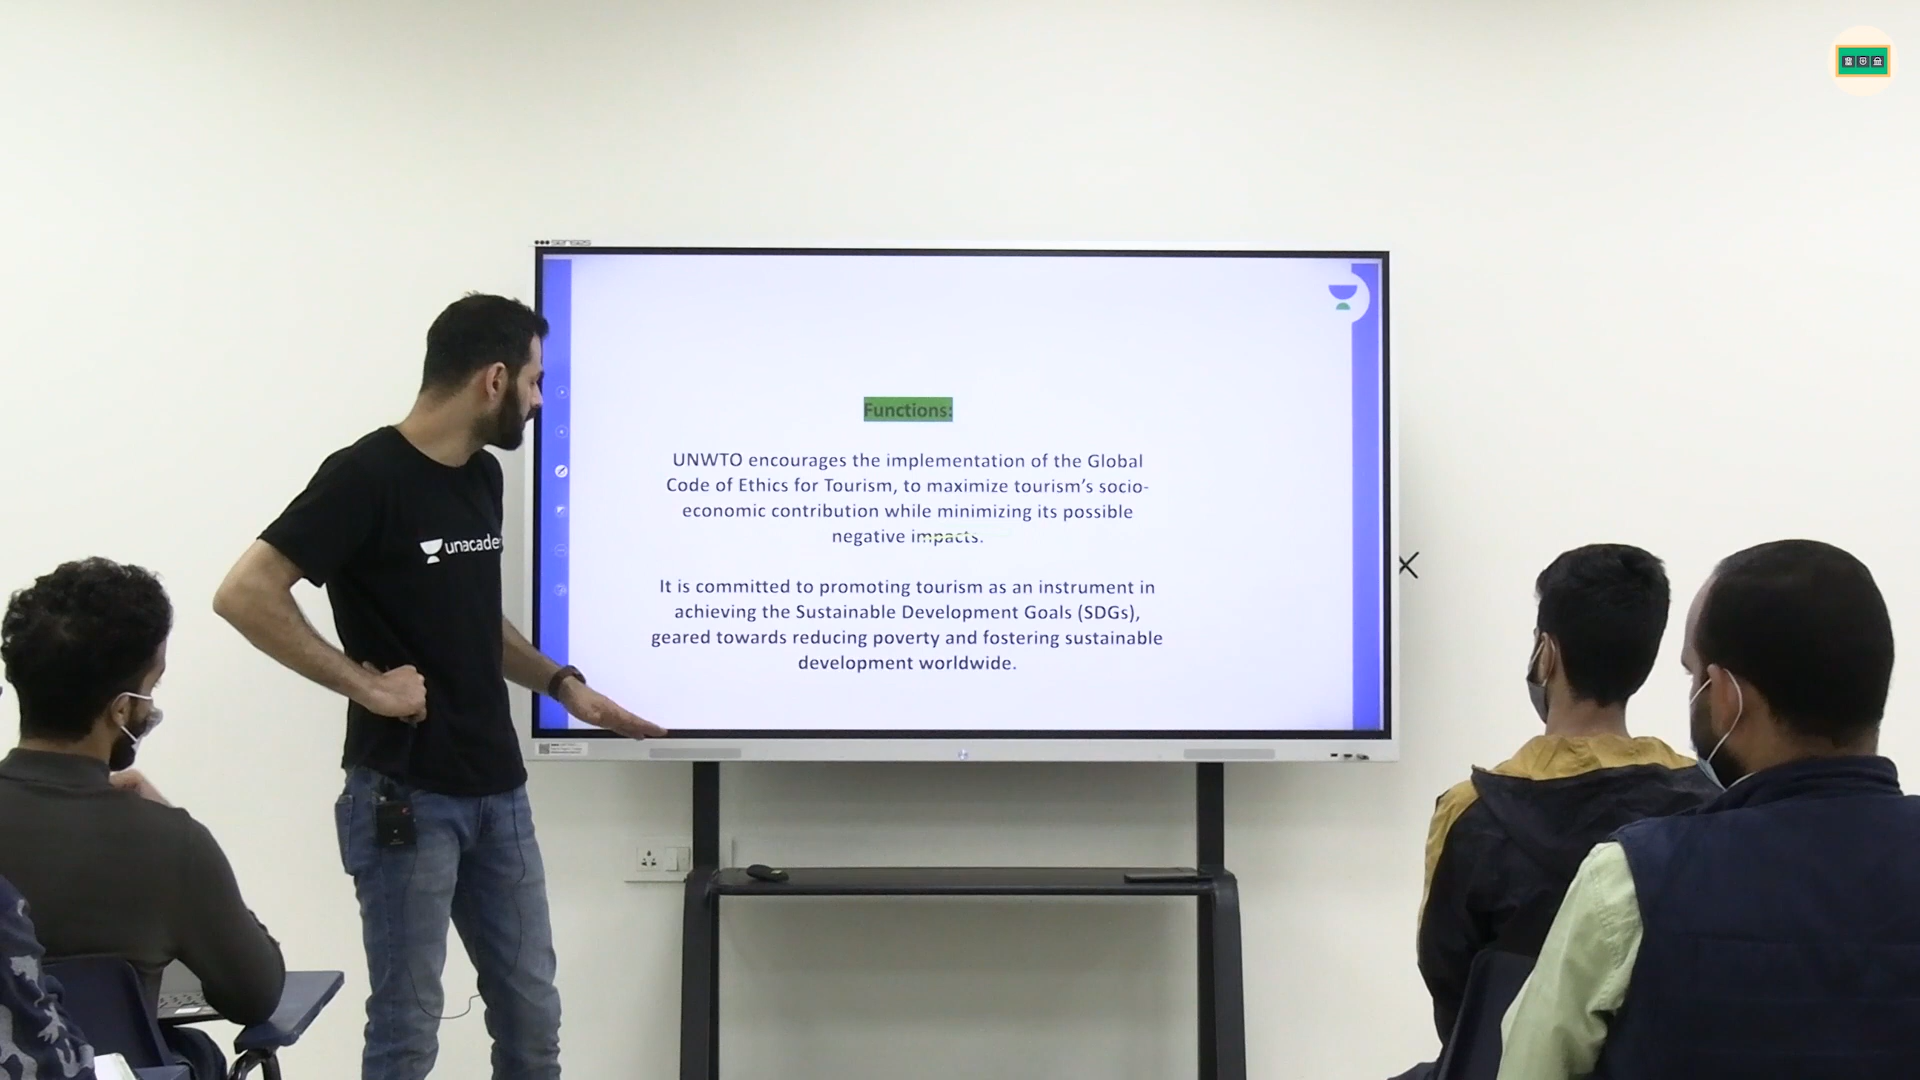 Functions:
UNWTO encourages the implementation of the Global
Code of Ethics for Tourism, to maximize tourism's socio-
economic contribution while minimizing its possible
negative impacts.
It is committed to promoting tourism as an instrument in
achieving the Sustainable Development Goals (SDGs),
geared towards reducing poverty and fostering sustainable
development worldwide.
unacade